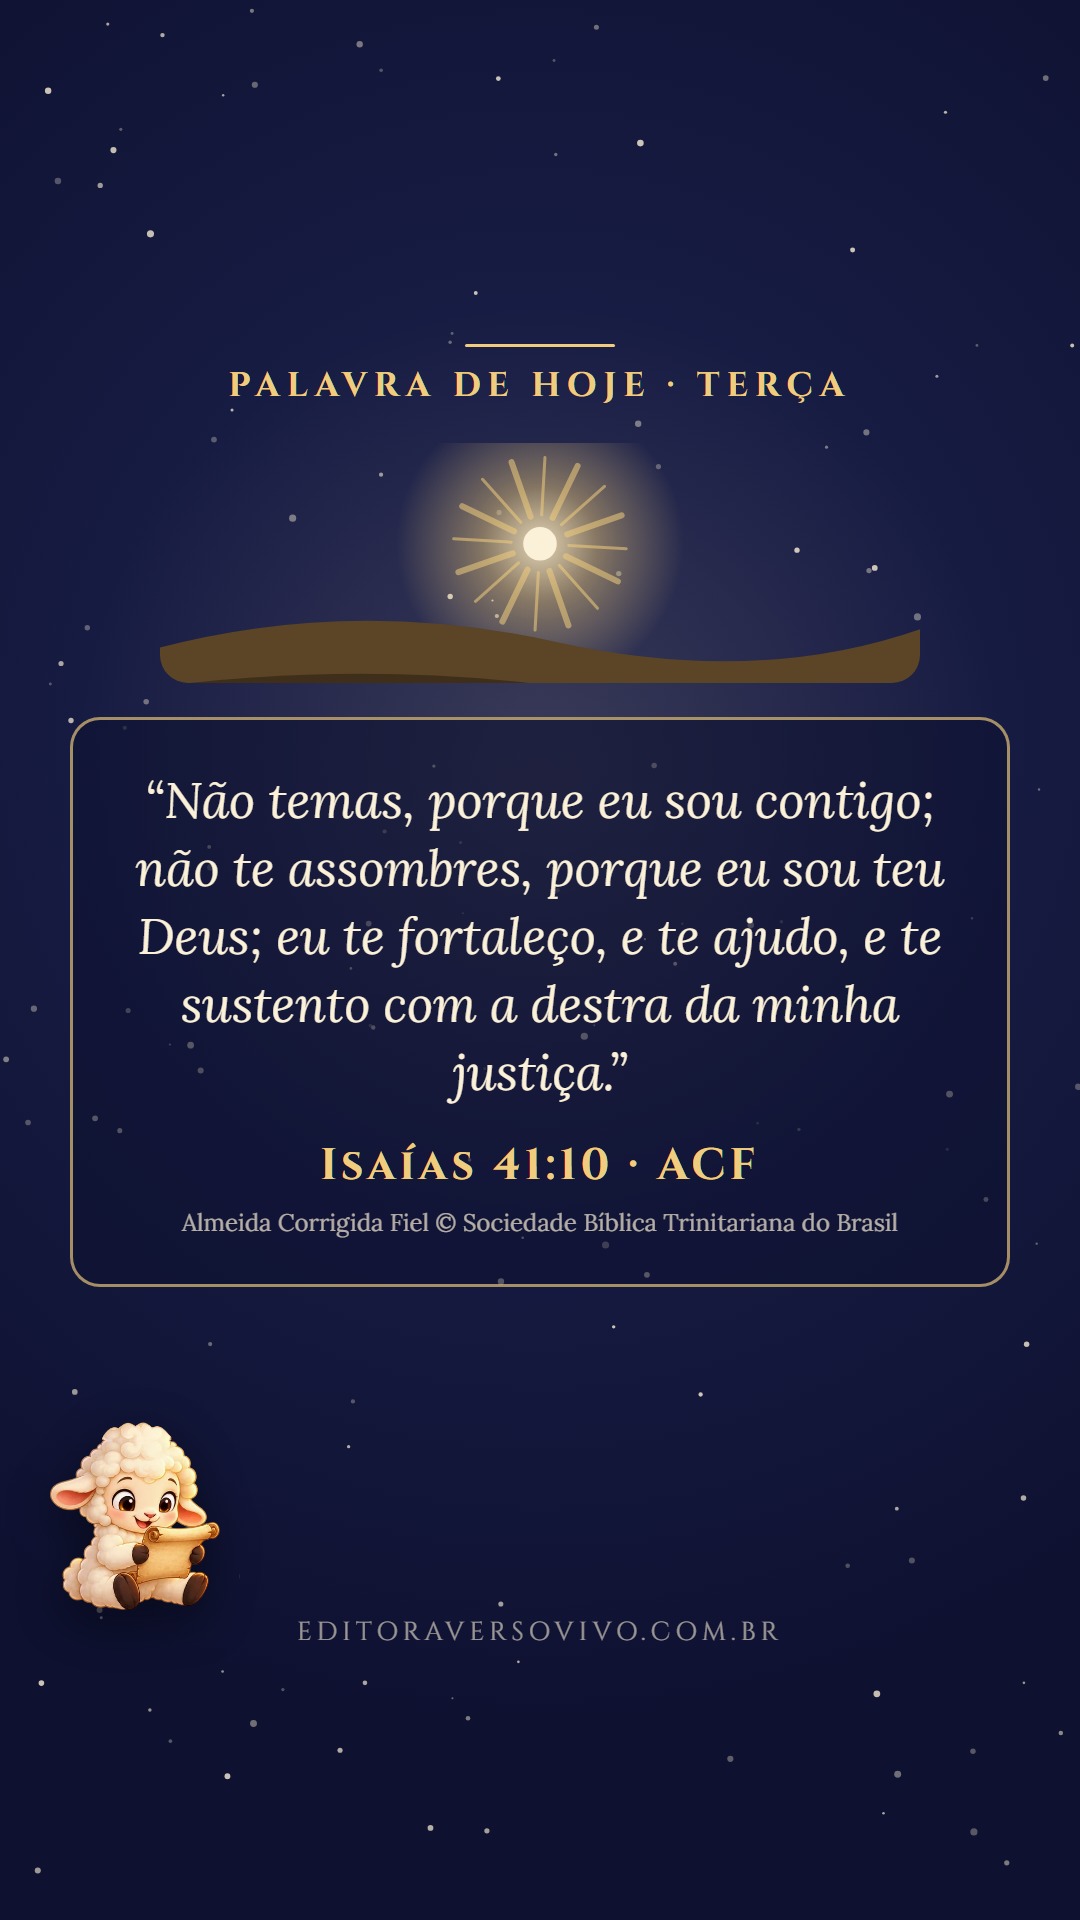 PALAVRA DE HOJE · TERÇA
“Não temas, porque eu sou contigo;
não te assombres, porque eu sou teu
Deus; eu te fortaleço, e te ajudo, e te
sustento com a destra da minha
justiça.”
Isaías 41:10 · ACF
Almeida Corrigida Fiel © Sociedade Bíblica Trinitariana do Brasil
EDITORAVERSOVIVO.COM.BR